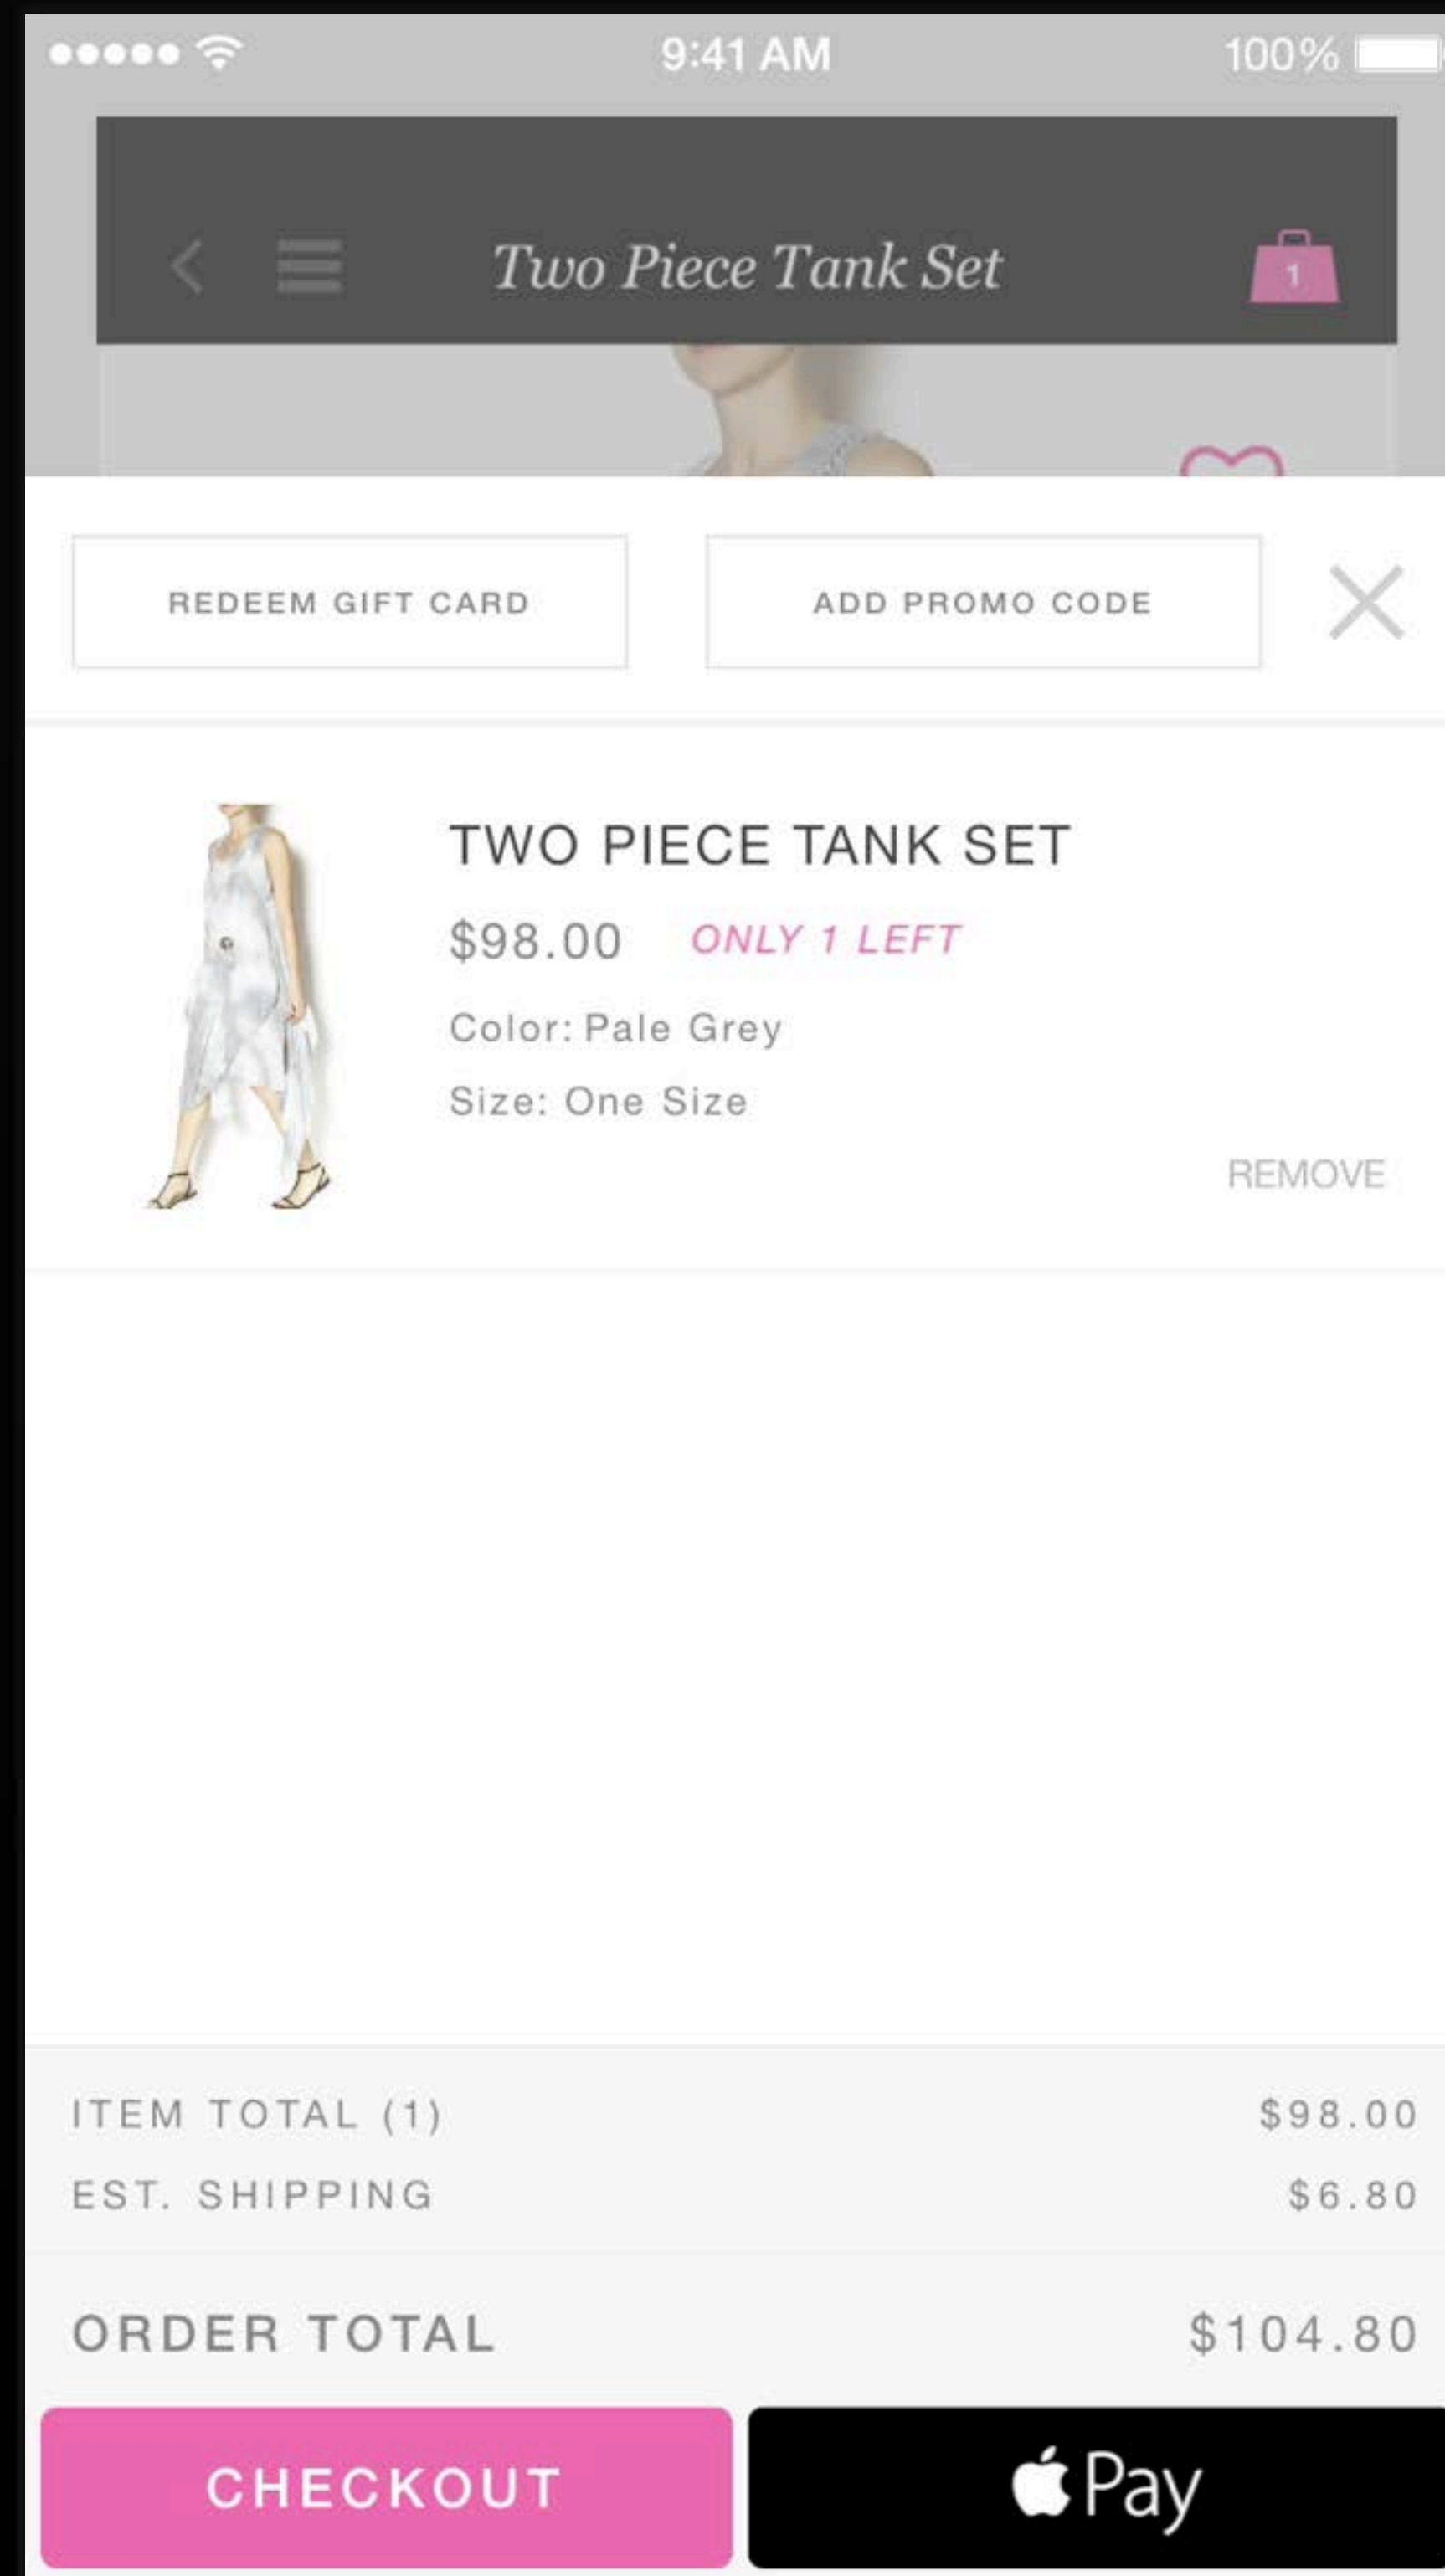 9:41 AM 100%
Two Piece Tank Set 1
REDEEM GIFT CARD ADD PROMO CODE
TWO PIECE TANK SET
$98.00 ONLY 1 LEFT
Color: Pale Grey
Size: One Size
REMOVE
ITEM TOTAL (1) $98.00
EST. SHIPPING $6.80
ORDER TOTAL $104.80
CHECKOUT Pay